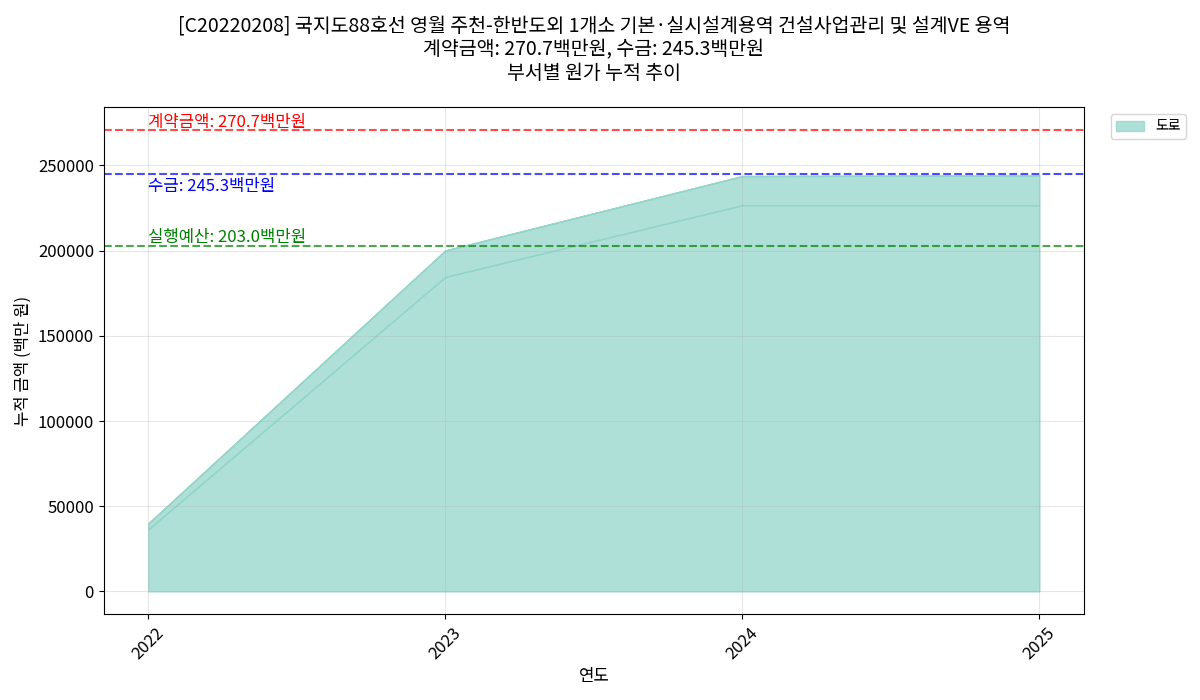 [C20220208] 국지도88호선 영월 주천-한반도외 1개소 기본·실시설계용역 건설사업관리 및 설계VE 용역
계약금액: 270.7백만원, 수금: 245.3백만원
부서별 원가 누적 추이
계약금액: 270.7백만원
도로
250000
수금: 245.3백만원
실행예산: 203.0백만원
200000
누적 금액 (백만 원)
150000
100000
50000
0
2022
2023
2024
2025
연도